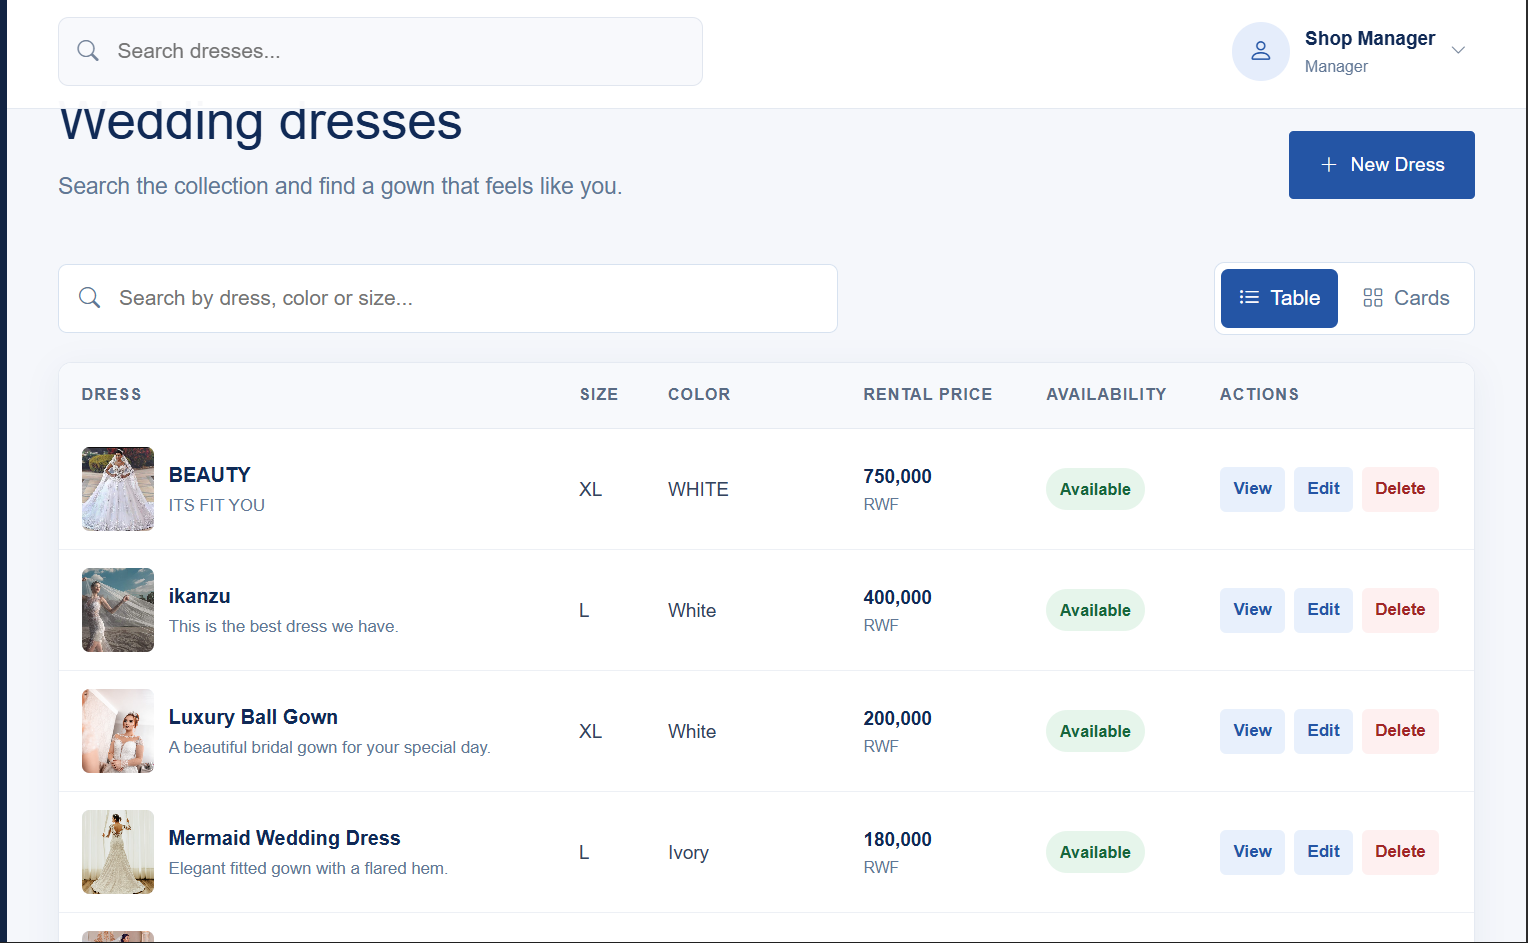 Search dresses...
Shop Manager
Manager
Wedding dresses
Search the collection and find a gown that feels like you.
New Dress
Search by dress, color or size...
Table
Cards
DRESS SIZE COLOR RENTAL PRICE AVAILABILITY ACTIONS
BEAUTY
ITS FIT YOU
XL
WHITE
750,000
RWF
Available
View
Edit
Delete
ikanzu
This is the best dress we have.
L
White
400,000
RWF
Available
View
Edit
Delete
Luxury Ball Gown
A beautiful bridal gown for your special day.
XL
White
200,000
RWF
Available
View
Edit
Delete
Mermaid Wedding Dress
Elegant fitted gown with a flared hem.
L
Ivory
180,000
RWF
Available
View
Edit
Delete